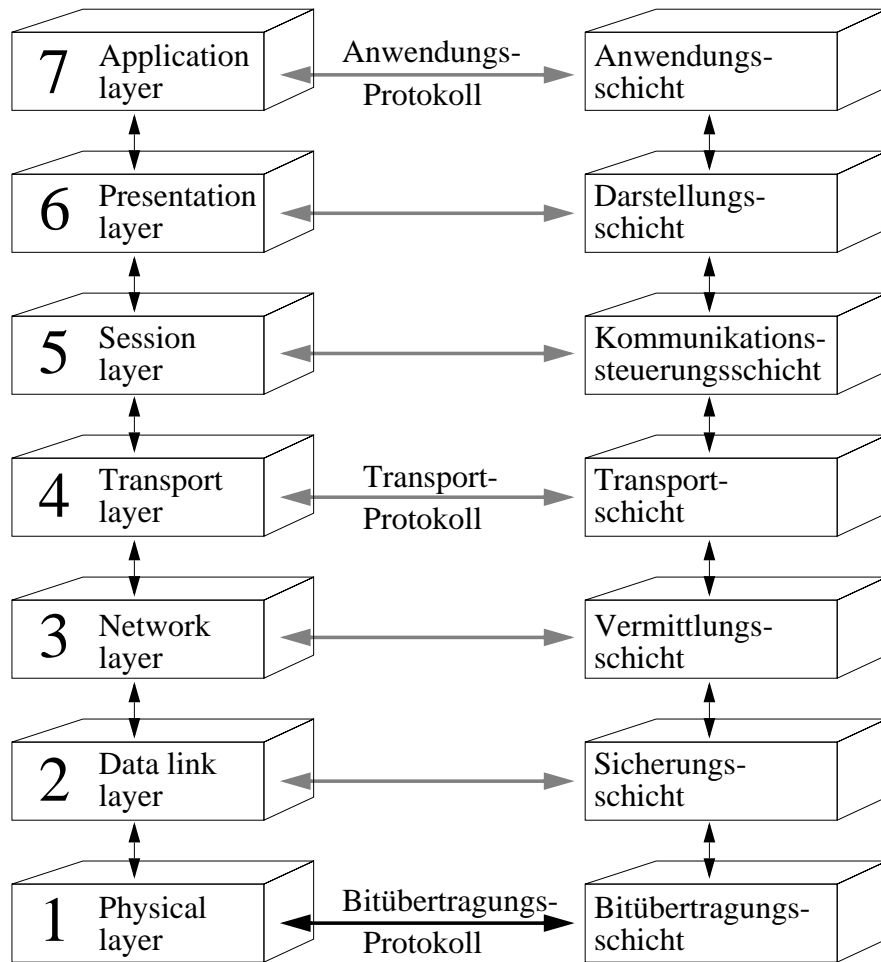 7
Application
layer
Anwendungs-
Protokoll
Anwendungs-
schicht
6
Presentation
layer
Darstellungs-
schicht
5
Session
layer
Kommunikations-
steuerungsschicht
4
Transport
layer
Transport-
Protokoll
Transport-
schicht
3
Network
layer
Vermittlungs-
schicht
2
Data link
layer
Sicherungs-
schicht
1
Physical
layer
Bitübertragungs-
Protokoll
Bitübertragungs-
schicht